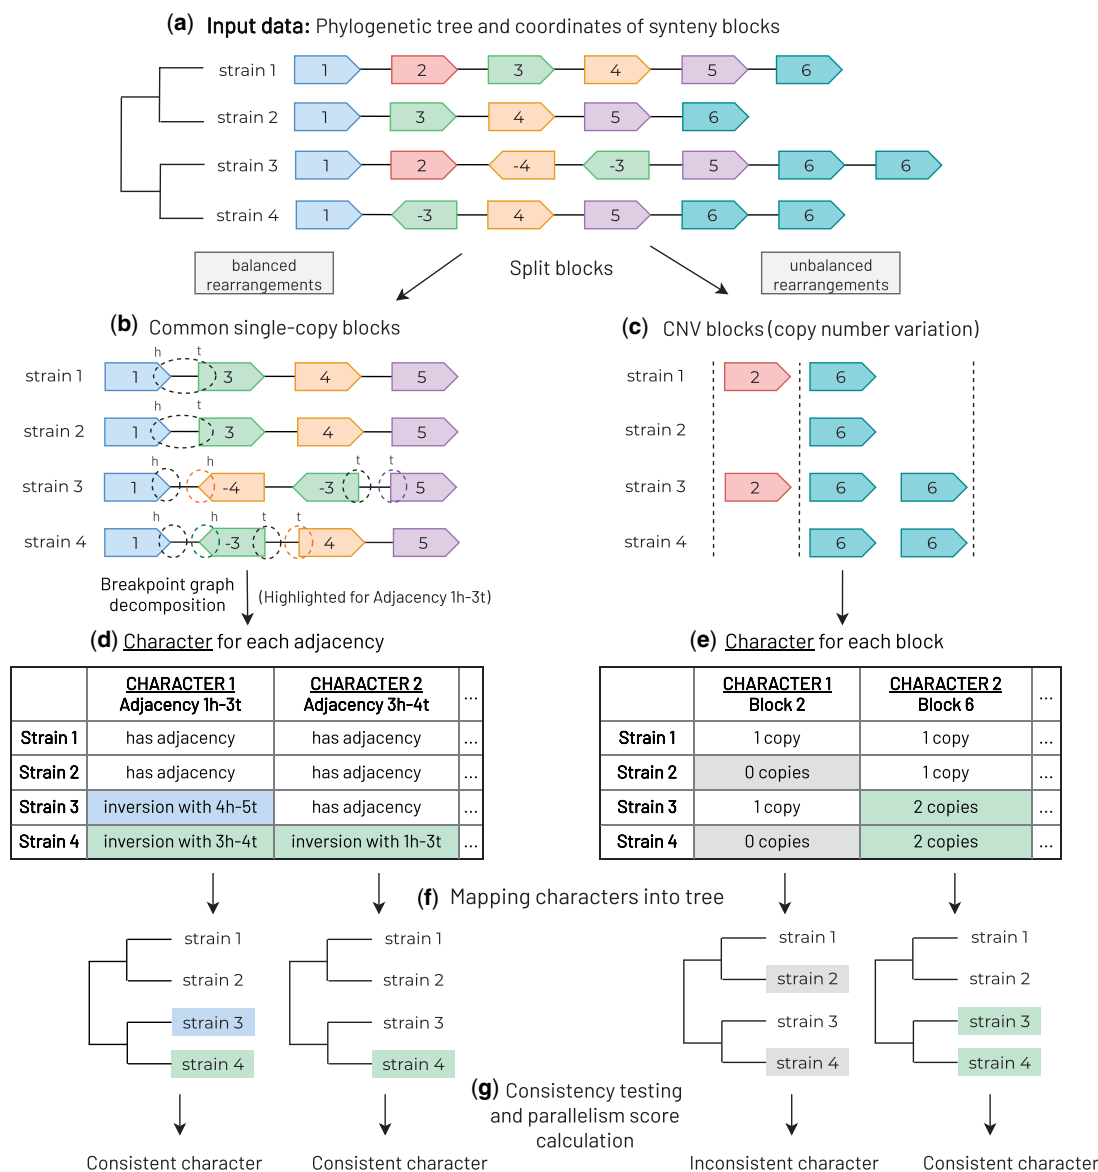 (a) Input data: Phylogenetic tree and coordinates of synteny blocks
strain 1 1 2 3 4 5 6
strain 2 1 3 4 5 6
strain 3 1 2 -4 -3 5 6 6
strain 4 1 -3 4 5 6 6
balanced
rearrangements
Split blocks
unbalanced
rearrangements
(b) Common single-copy blocks
h t
strain 1 1 3 4 5
h t
strain 2 1 3 4 5
h h t t
strain 3 1 -4 -3 5
h h t t
strain 4 1 -3 4 5
Breakpoint graph
decomposition
(Highlighted for Adjacency 1h-3t)
(c) CNV blocks (copy number variation)
strain 1 2 6
strain 2 6
strain 3 2 6 6
strain 4 6 6
(d) Character for each adjacency
CHARACTER 1 CHARACTER 2 ...
Adjacency 1h-3t Adjacency 3h-4t
Strain 1 has adjacency has adjacency ...
Strain 2 has adjacency has adjacency ...
Strain 3 inversion with 4h-5t has adjacency ...
Strain 4 inversion with 3h-4t inversion with 1h-3t ...
(e) Character for each block
CHARACTER 1 CHARACTER 2 ...
Block 2 Block 6
Strain 1 1 copy 1 copy ...
Strain 2 0 copies 1 copy ...
Strain 3 1 copy 2 copies ...
Strain 4 0 copies 2 copies ...
(f) Mapping characters into tree
strain 1 strain 1 strain 1 strain 1
strain 2 strain 2 strain 2 strain 2
strain 3 strain 3 strain 3 strain 3
strain 4 strain 4 strain 4 strain 4
(g) Consistency testing
and parallelism score
calculation
Consistent character Consistent character Inconsistent character Consistent character